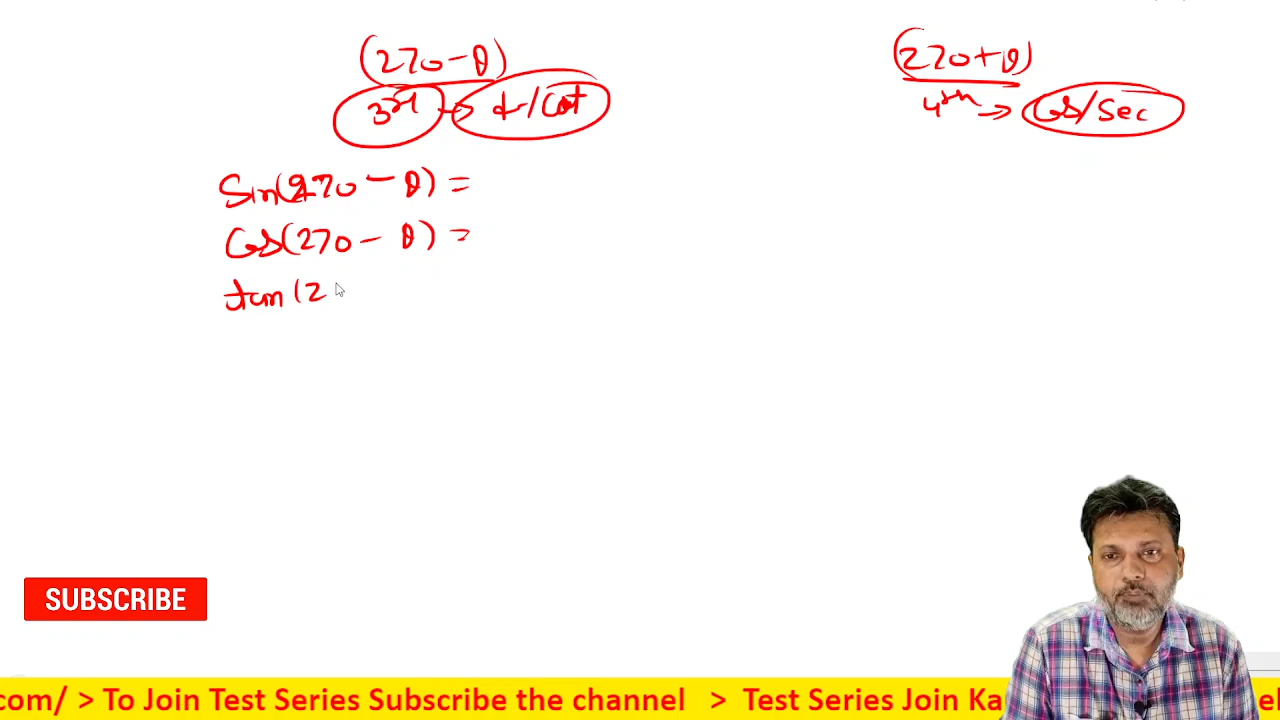 (270-θ)
3rd → tan/Cot
Sin(270-θ) =
Cos(270-θ) =
tan(2
(270+θ)
4th → Cos/Sec
SUBSCRIBE
.com/ > To Join Test Series Subscribe the channel > Test Series Join Ka